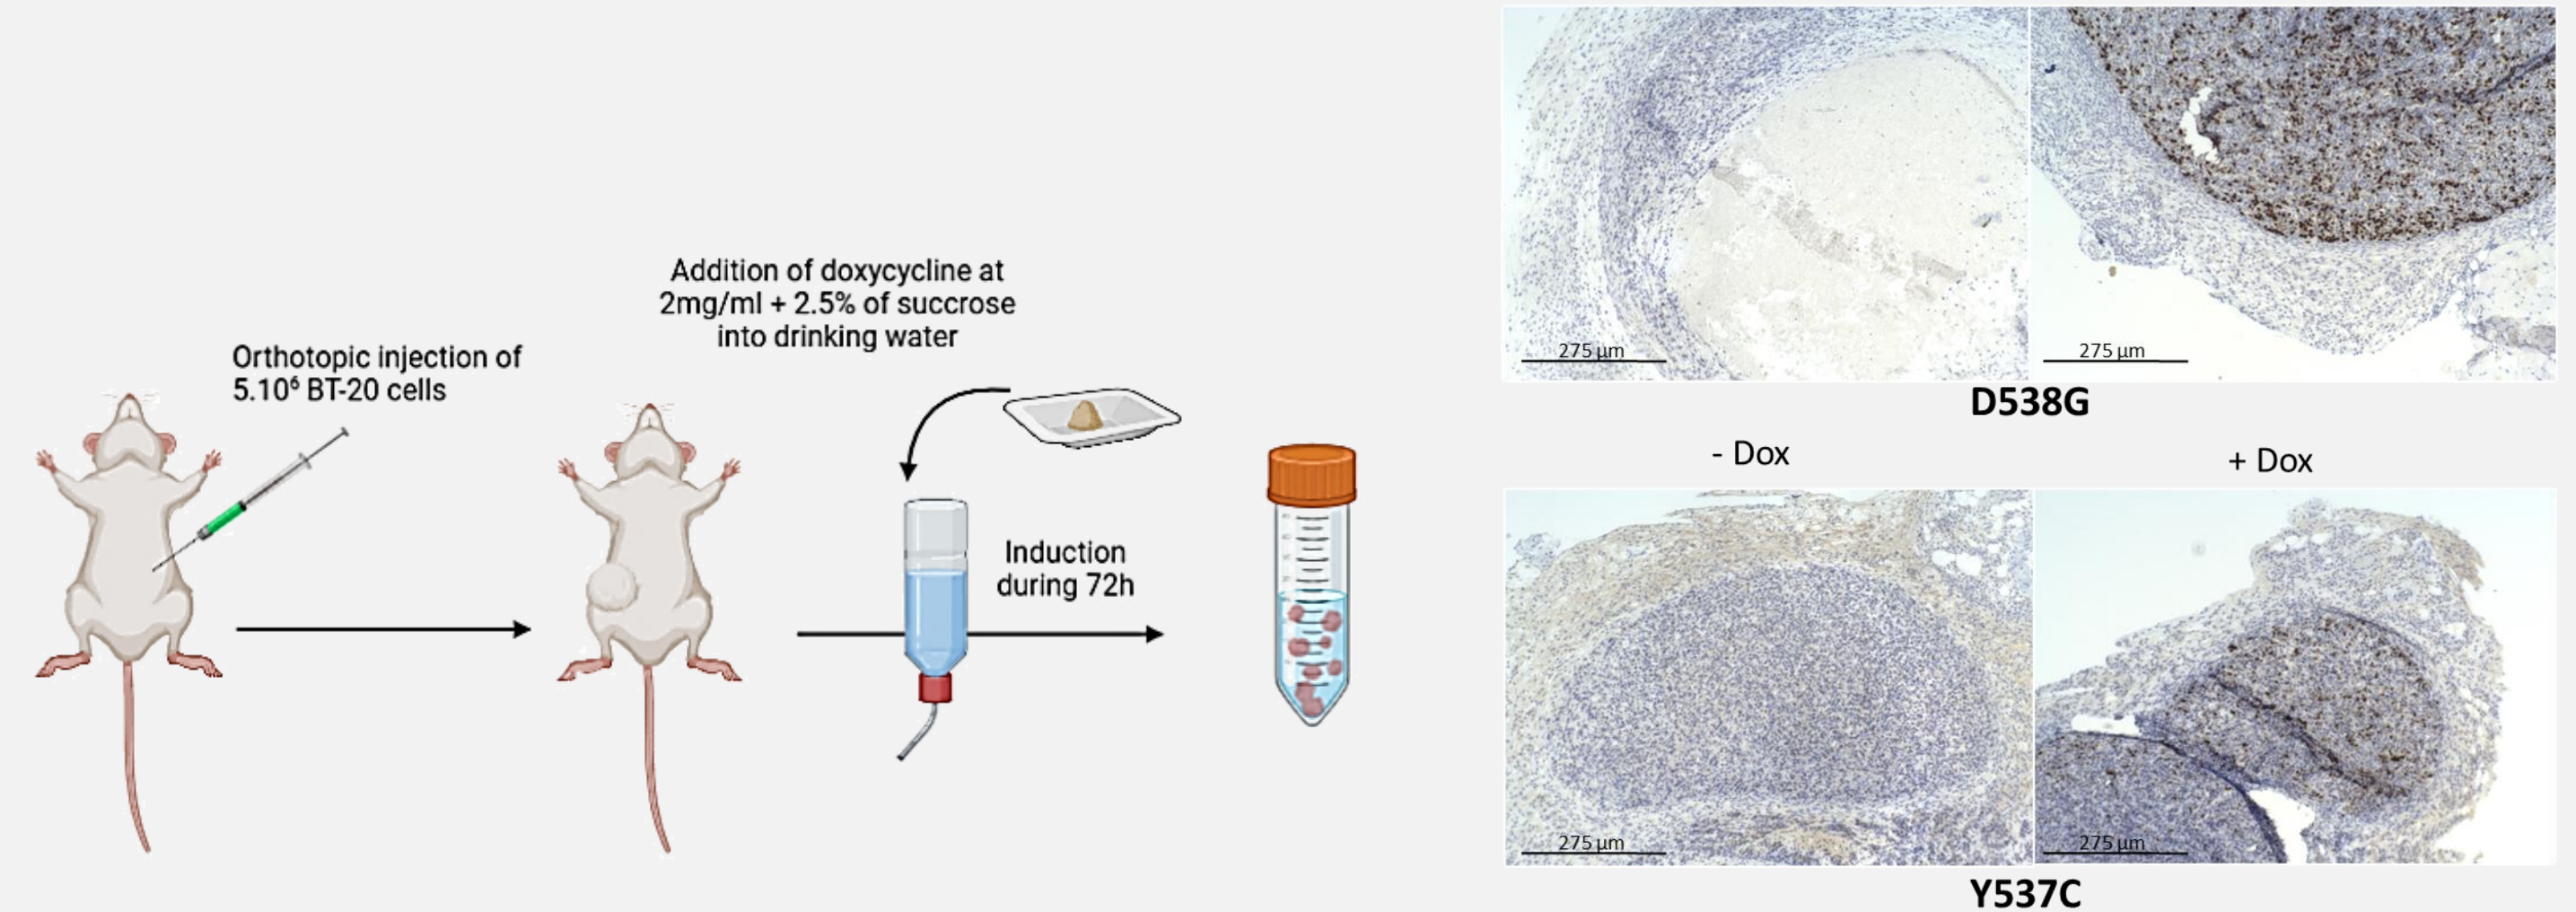 Orthotopic injection of
5.10⁶ BT-20 cells
Addition of doxycycline at
2mg/ml + 2.5% of succrose
into drinking water
Induction
during 72h
275 µm
275 µm
D538G
- Dox
+ Dox
275 µm
275 µm
Y537C